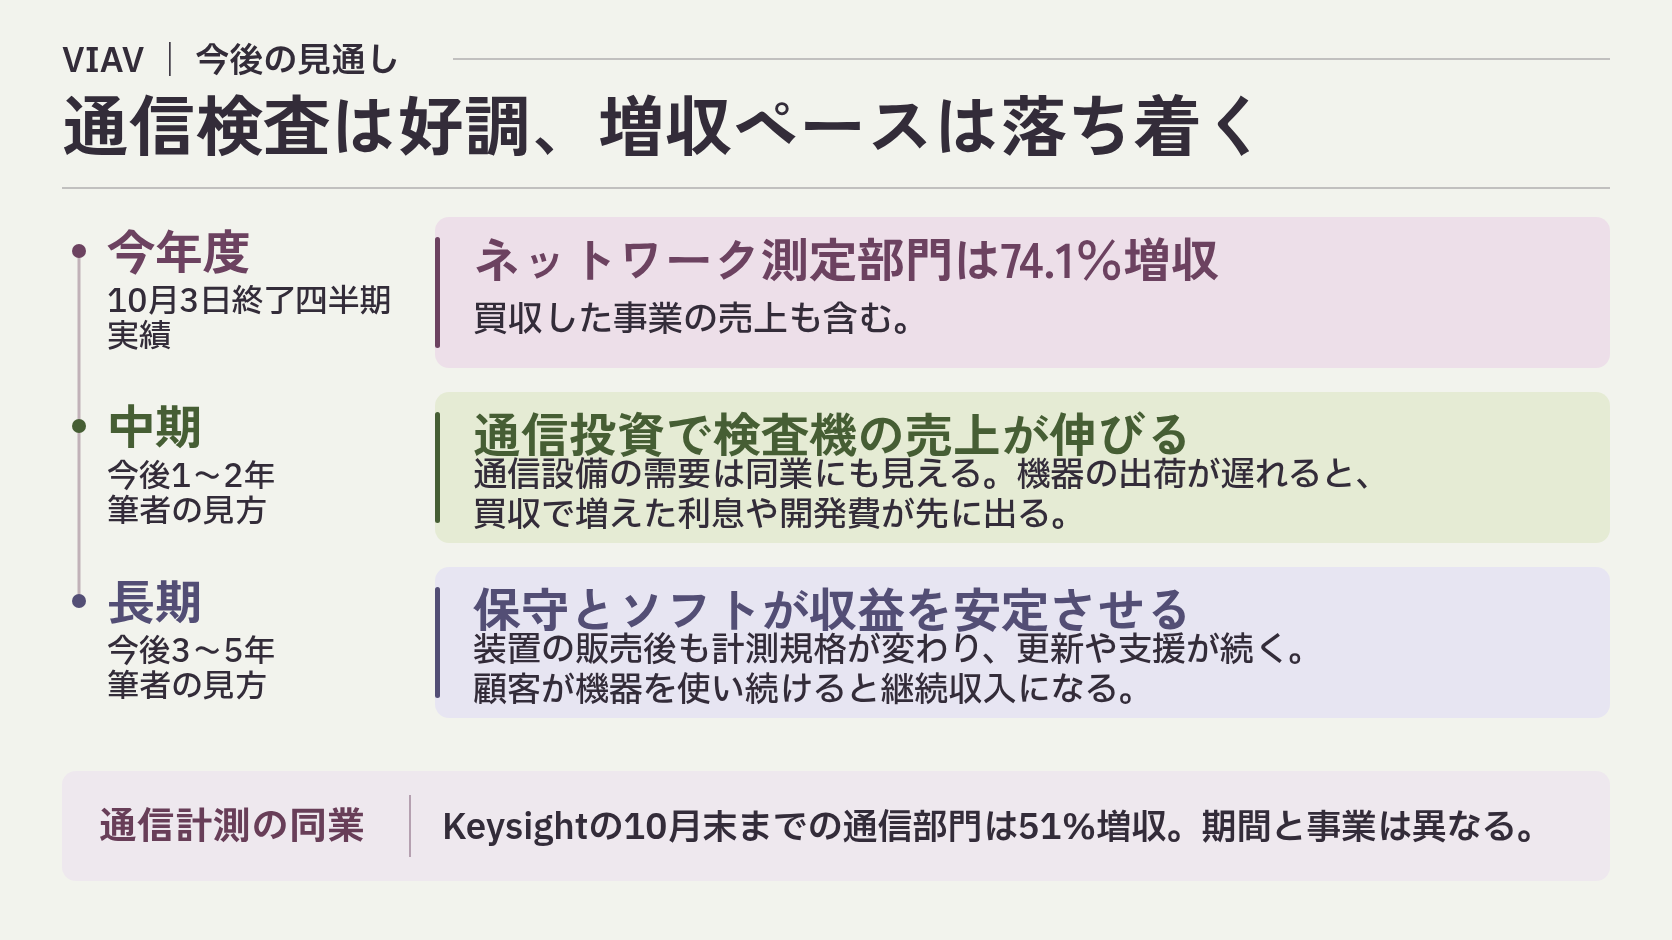 VIAV｜今後の見通し
通信検査は好調、増収ペースは落ち着く
今年度
10月3日終了四半期
実績
ネットワーク測定部門は74.1%増収
買収した事業の売上も含む。
中期
今後1～2年
筆者の見方
通信投資で検査機の売上が伸びる
通信設備の需要は同業にも見える。機器の出荷が遅れると、
買収で増えた利息や開発費が先に出る。
長期
今後3～5年
筆者の見方
保守とソフトが収益を安定させる
装置の販売後も計測規格が変わり、更新や支援が続く。
顧客が機器を使い続けると継続収入になる。
通信計測の同業
Keysightの10月末までの通信部門は51%増収。期間と事業は異なる。